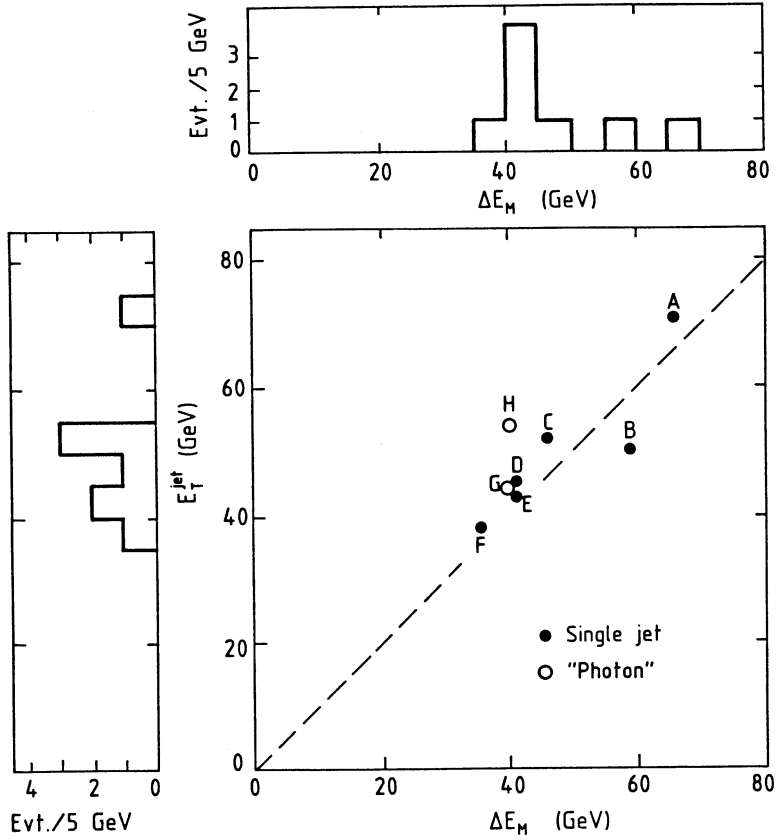 Evt./5 GeV
3
2
1
0
0 20 40 60 80
ΔE_M (GeV)
80
60
40
20
0
E_T^jet (GeV)
A
H
C
B
D
G
E
F
● Single jet
○ "Photon"
4 2 0
0 20 40 60 80
Evt./5 GeV
ΔE_M (GeV)